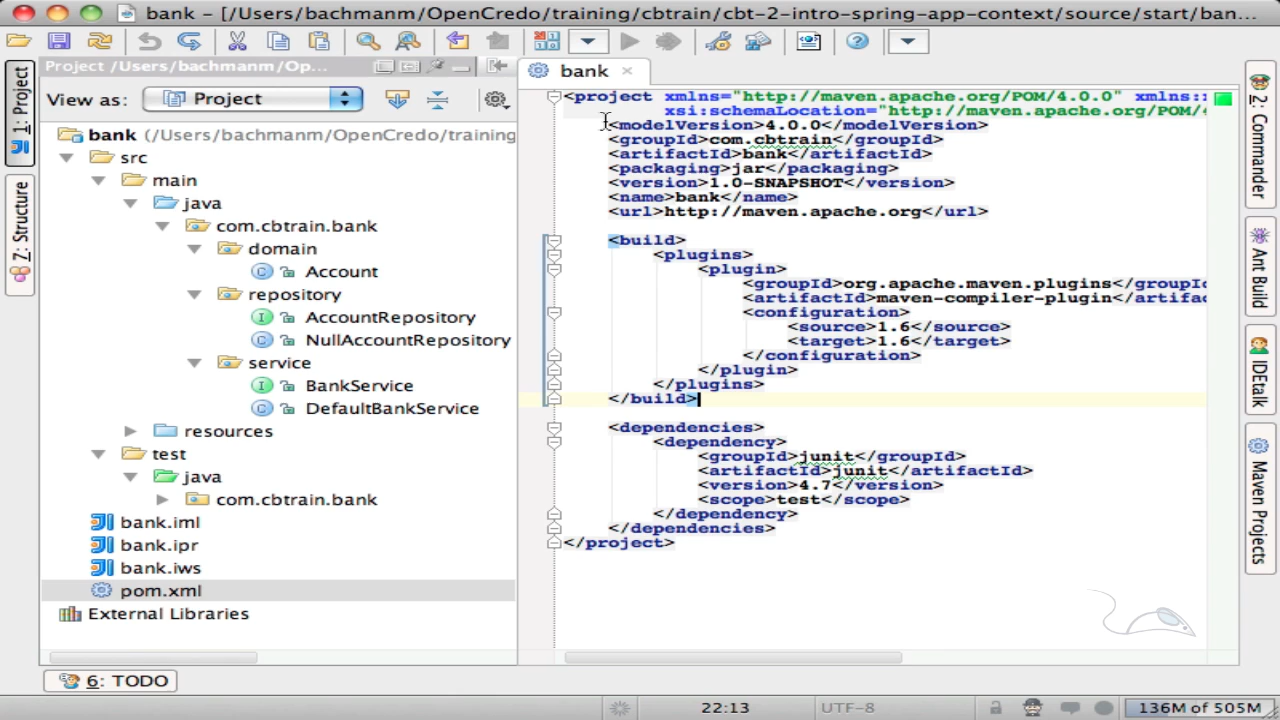 bank - [/Users/bachmanm/OpenCredo/training/cbtrain/cbt-2-intro-spring-app-context/source/start/ban...
Project /Users/bachmanm/Op...
View as: Project
1: Project
Z: Structure
bank (/Users/bachmanm/OpenCredo/training
src
main
java
com.cbtrain.bank
domain
Account
repository
AccountRepository
NullAccountRepository
service
BankService
DefaultBankService
resources
test
java
com.cbtrain.bank
bank.iml
bank.ipr
bank.iws
pom.xml
External Libraries
bank
<project xmlns="http://maven.apache.org/POM/4.0.0" xmlns:
xsi:schemaLocation="http://maven.apache.org/POM/
<modelVersion>4.0.0</modelVersion>
<groupId>com.cbtrain</groupId>
<artifactId>bank</artifactId>
<packaging>jar</packaging>
<version>1.0-SNAPSHOT</version>
<name>bank</name>
<url>http://maven.apache.org</url>
<build>
<plugins>
<plugin>
<groupId>org.apache.maven.plugins</groupId
<artifactId>maven-compiler-plugin</artifac
<configuration>
<source>1.6</source>
<target>1.6</target>
</configuration>
</plugin>
</plugins>
</build>
<dependencies>
<dependency>
<groupId>junit</groupId>
<artifactId>junit</artifactId>
<version>4.7</version>
<scope>test</scope>
</dependency>
</dependencies>
</project>
2: Commander
Ant Build
IDEtalk
Maven Projects
6: TODO
22:13
UTF-8
136M of 505M